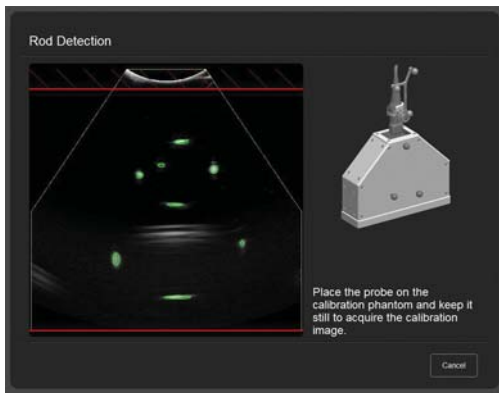 Rod Detection
Place the probe on the
calibration phantom and keep it
still to acquire the calibration
image.
Cancel